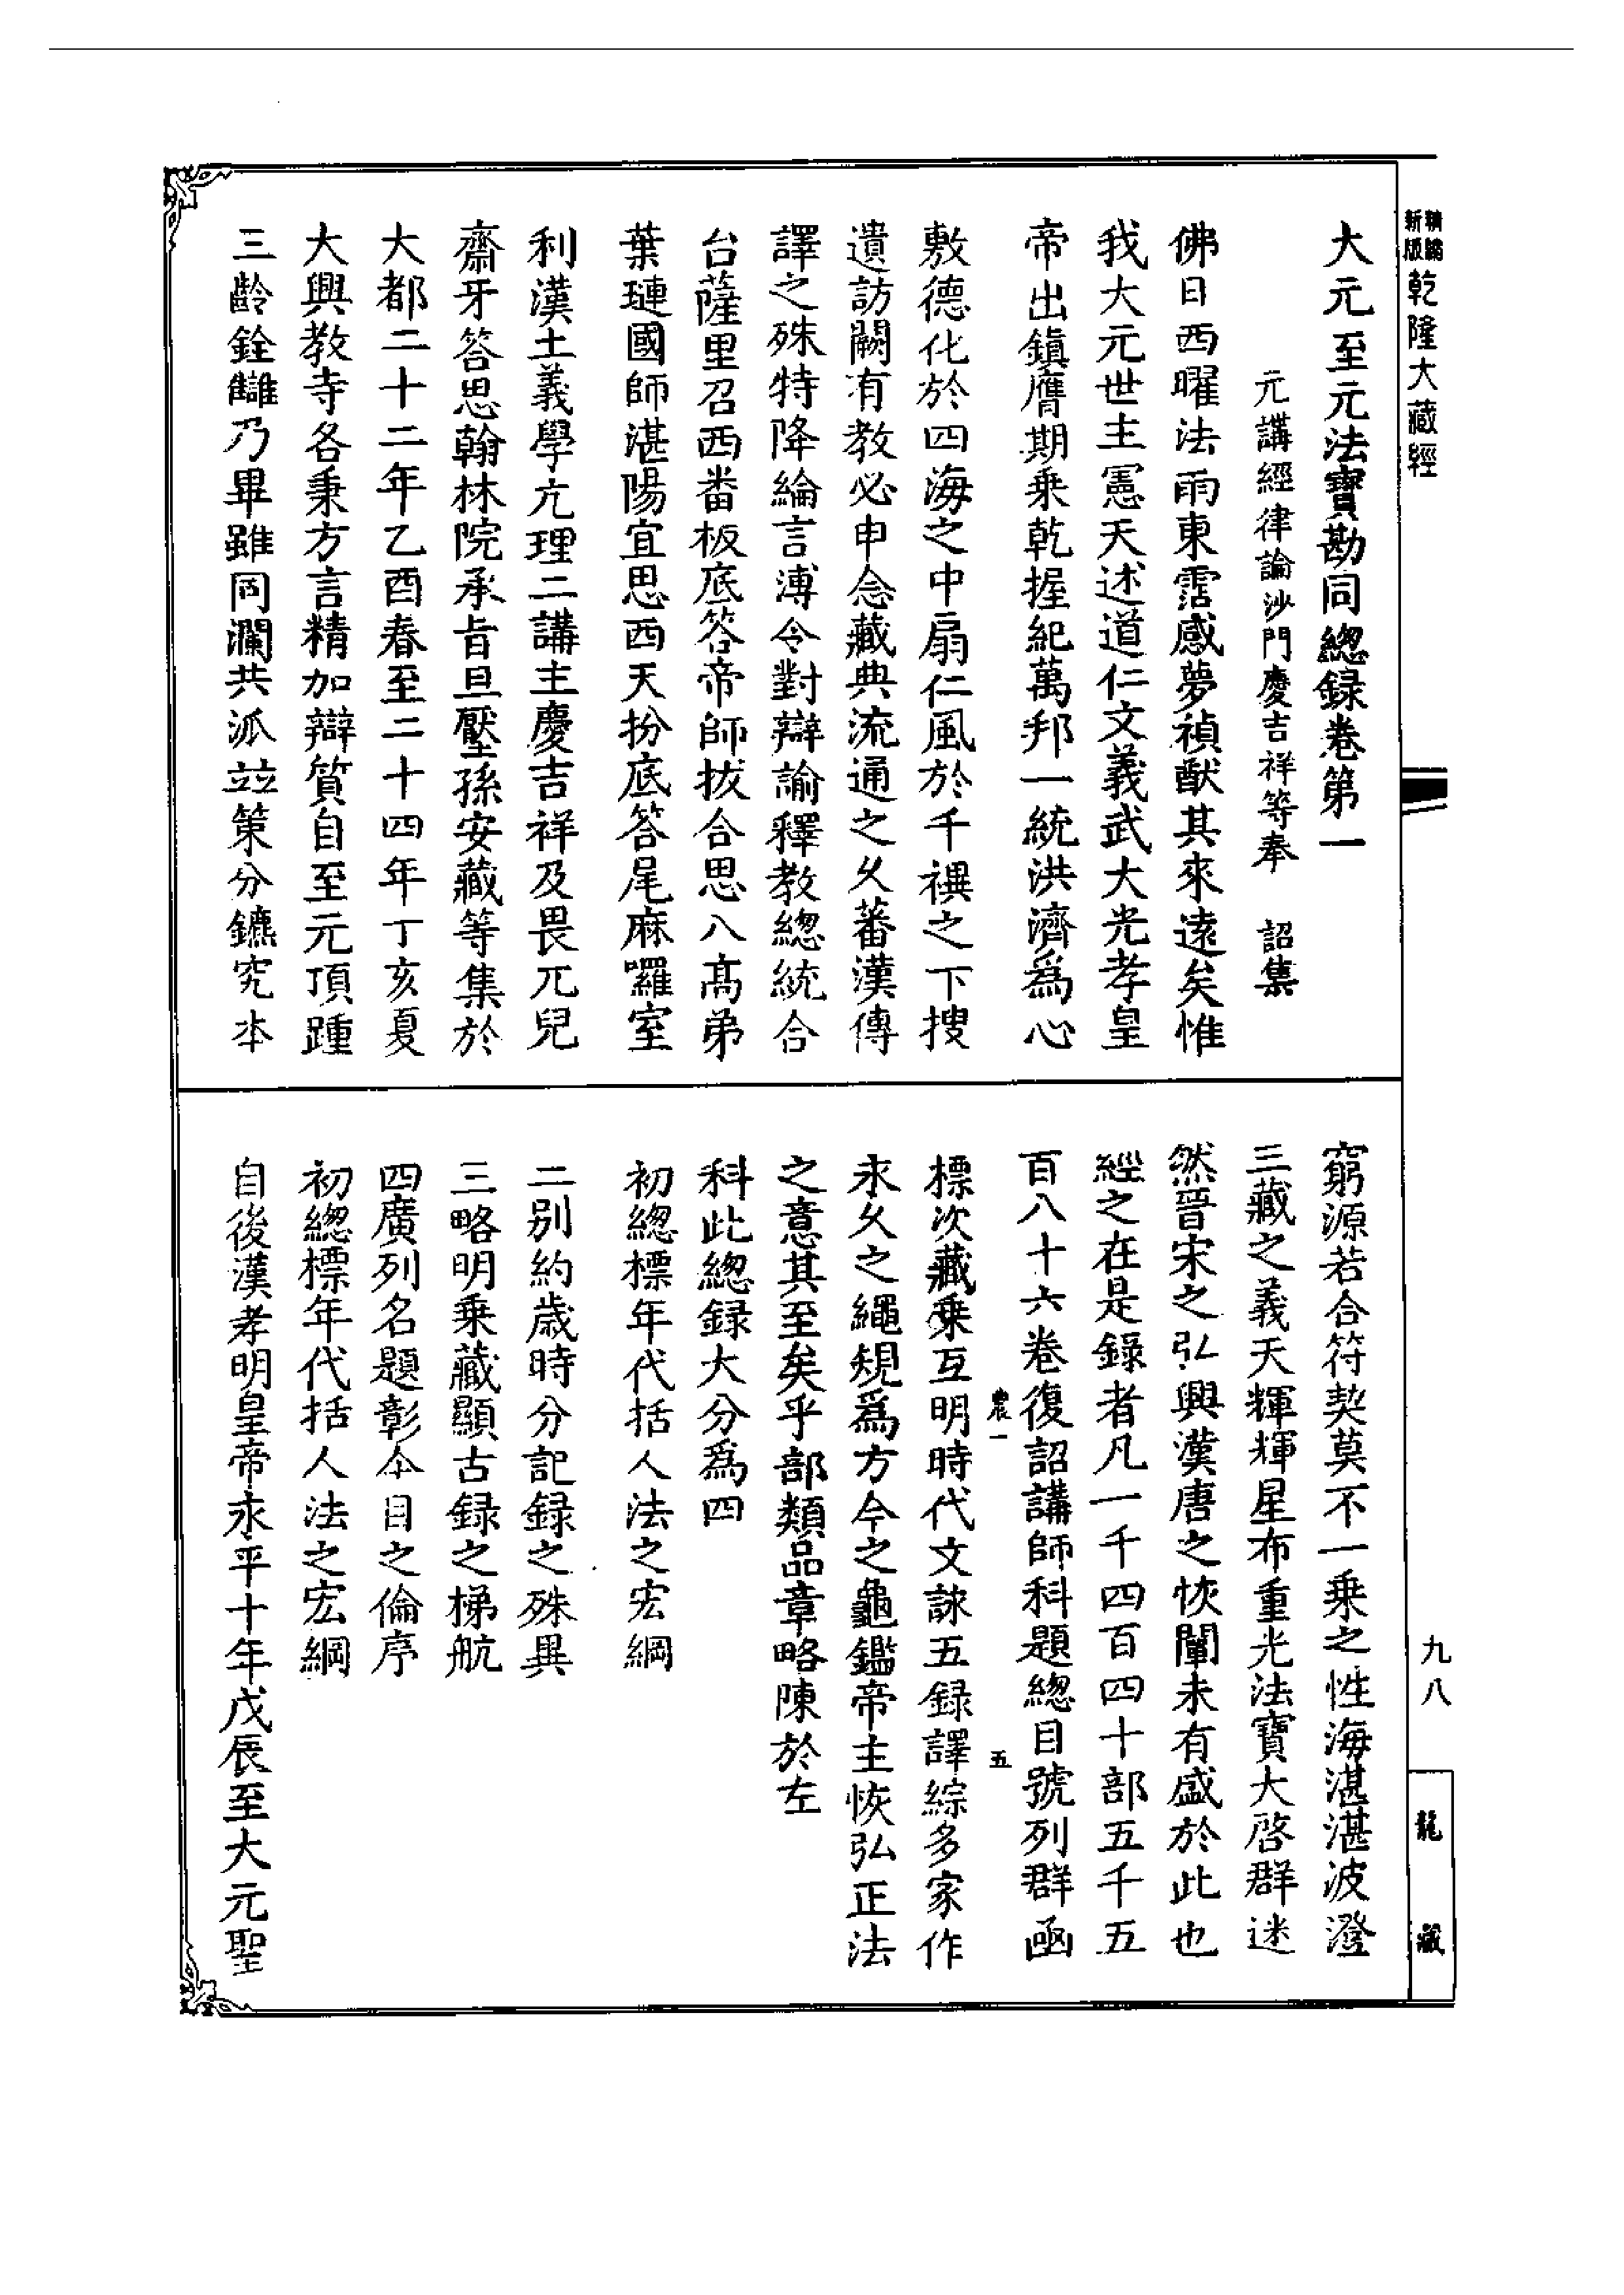 新版精縮乾隆大藏經
大元至元法寶勘同總録卷第一
元講經律論沙門慶吉祥等奉　詔集
佛日西曜法雨東霑感夢禎猷其來逺矣惟
我大元世主憲天述道仁文義武大光孝皇
帝出鎮膺期乗乾握紀萬邦一統洪濟爲心
敷德化於四海之中扇仁風於千禩之下搜
遺訪闕有教必申念藏典流通之久蕃漢傳
譯之殊特降綸言溥令對辯諭釋教總統合
台薩里召西番板底答帝師拔合思八髙弟
葉璉國師湛陽宜思西天扮底答尾麻囉室
利漢土義學亢理二講主慶吉祥及畏兀兒
齋牙答思翰林院承旨旦壓孫安藏等集於
大都二十二年乙酉春至二十四年丁亥夏
大興教寺各秉方言精加辯質自至元頂踵
三齡銓讎乃畢雖同瀾共派竝策分鑣究本
窮源若合符契莫不一乗之性海湛湛波澄
三藏之義天輝輝星布重光法寶大啓群迷
然晉宋之弘興漢唐之恢闡未有盛於此也
經之在是錄者凡一千四百四十部五千五
百八十六卷復詔講師科題總目號列群函
農一　五
標次藏乗互明時代文詠五録譯綜多家作
永久之繩規爲方今之龜鑑帝主恢弘正法
之意其至矣乎部類品章略陳於左
科此總録大分爲四
初總標年代括人法之宏綱
二别約歲時分記録之殊異
三略明乗藏顯古録之梯航
四廣列名題彰本目之倫序
初總標年代括人法之宏綱
自後漢孝明皇帝永平十年戊辰至大元聖
九八
龍藏